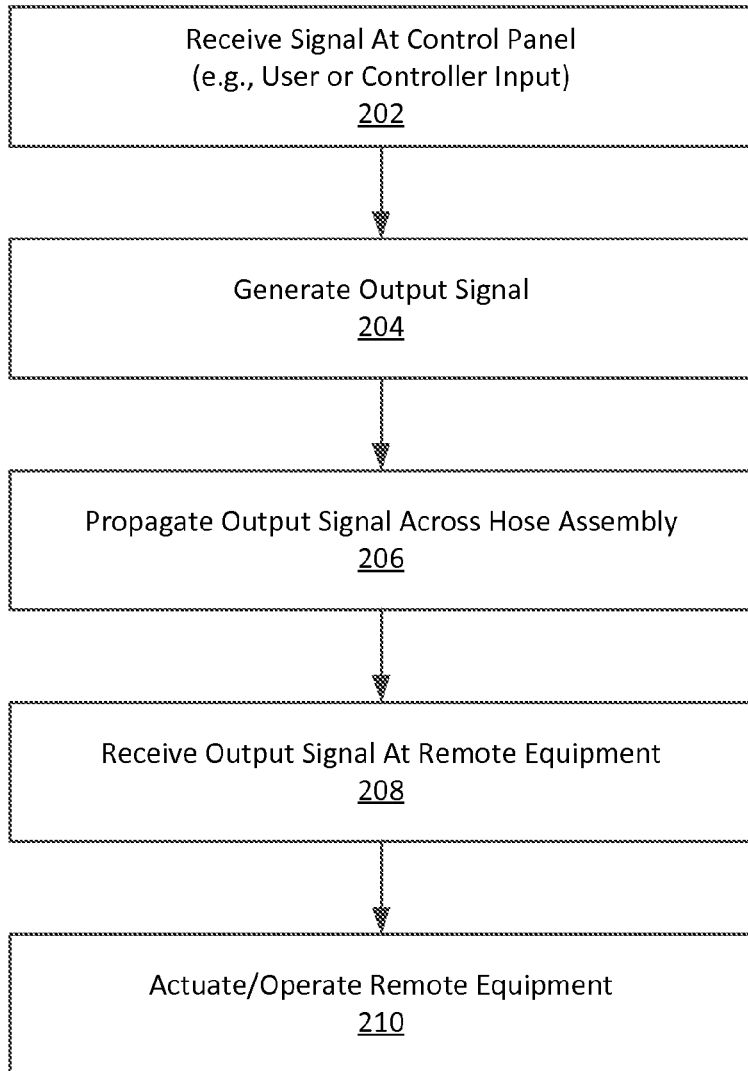 Receive Signal At Control Panel
(e.g., User or Controller Input)
202
Generate Output Signal
204
Propagate Output Signal Across Hose Assembly
206
Receive Output Signal At Remote Equipment
208
Actuate/Operate Remote Equipment
210